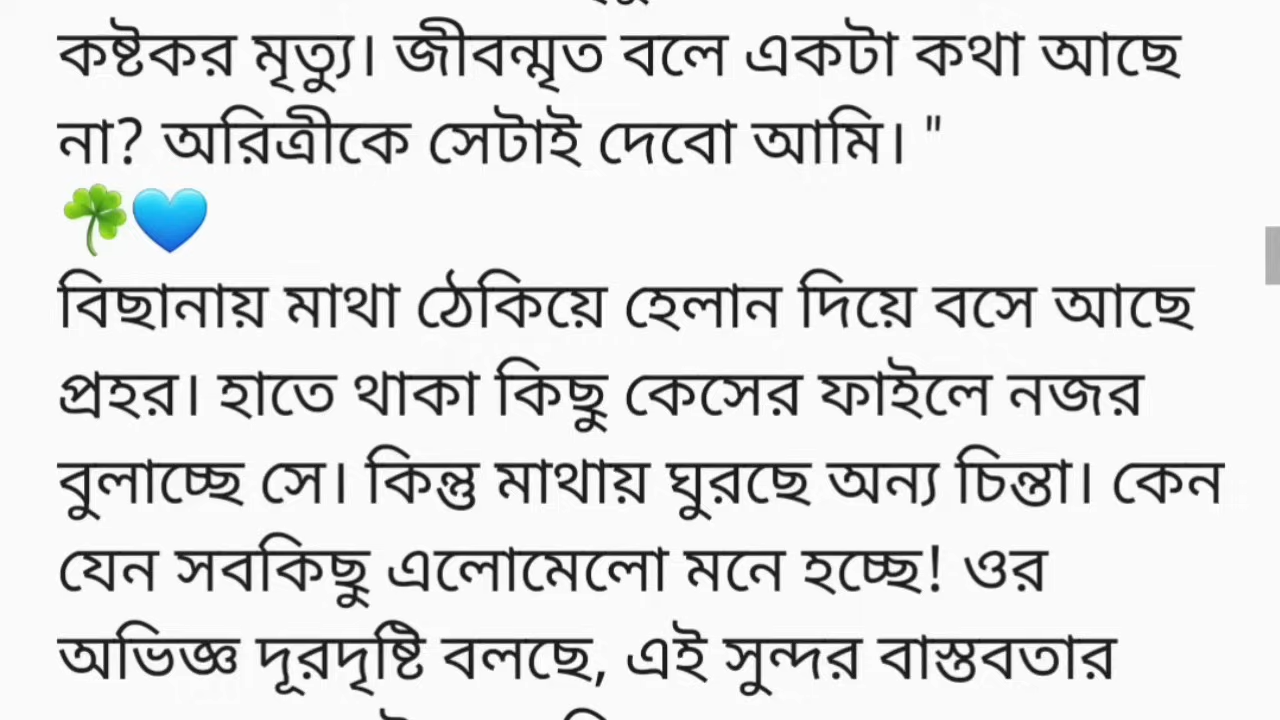 কষ্টকর মৃত্যু। জীবন্মৃত বলে একটা কথা আছে
না? অরিত্রীকে সেটাই দেবো আমি। "
☘️💙
বিছানায় মাথা ঠেকিয়ে হেলান দিয়ে বসে আছে
প্রহর। হাতে থাকা কিছু কেসের ফাইলে নজর
বুলাচ্ছে সে। কিন্তু মাথায় ঘুরছে অন্য চিন্তা। কেন
যেন সবকিছু এলোমেলো মনে হচ্ছে! ওর
অভিজ্ঞ দূরদৃষ্টি বলছে, এই সুন্দর বাস্তবতার